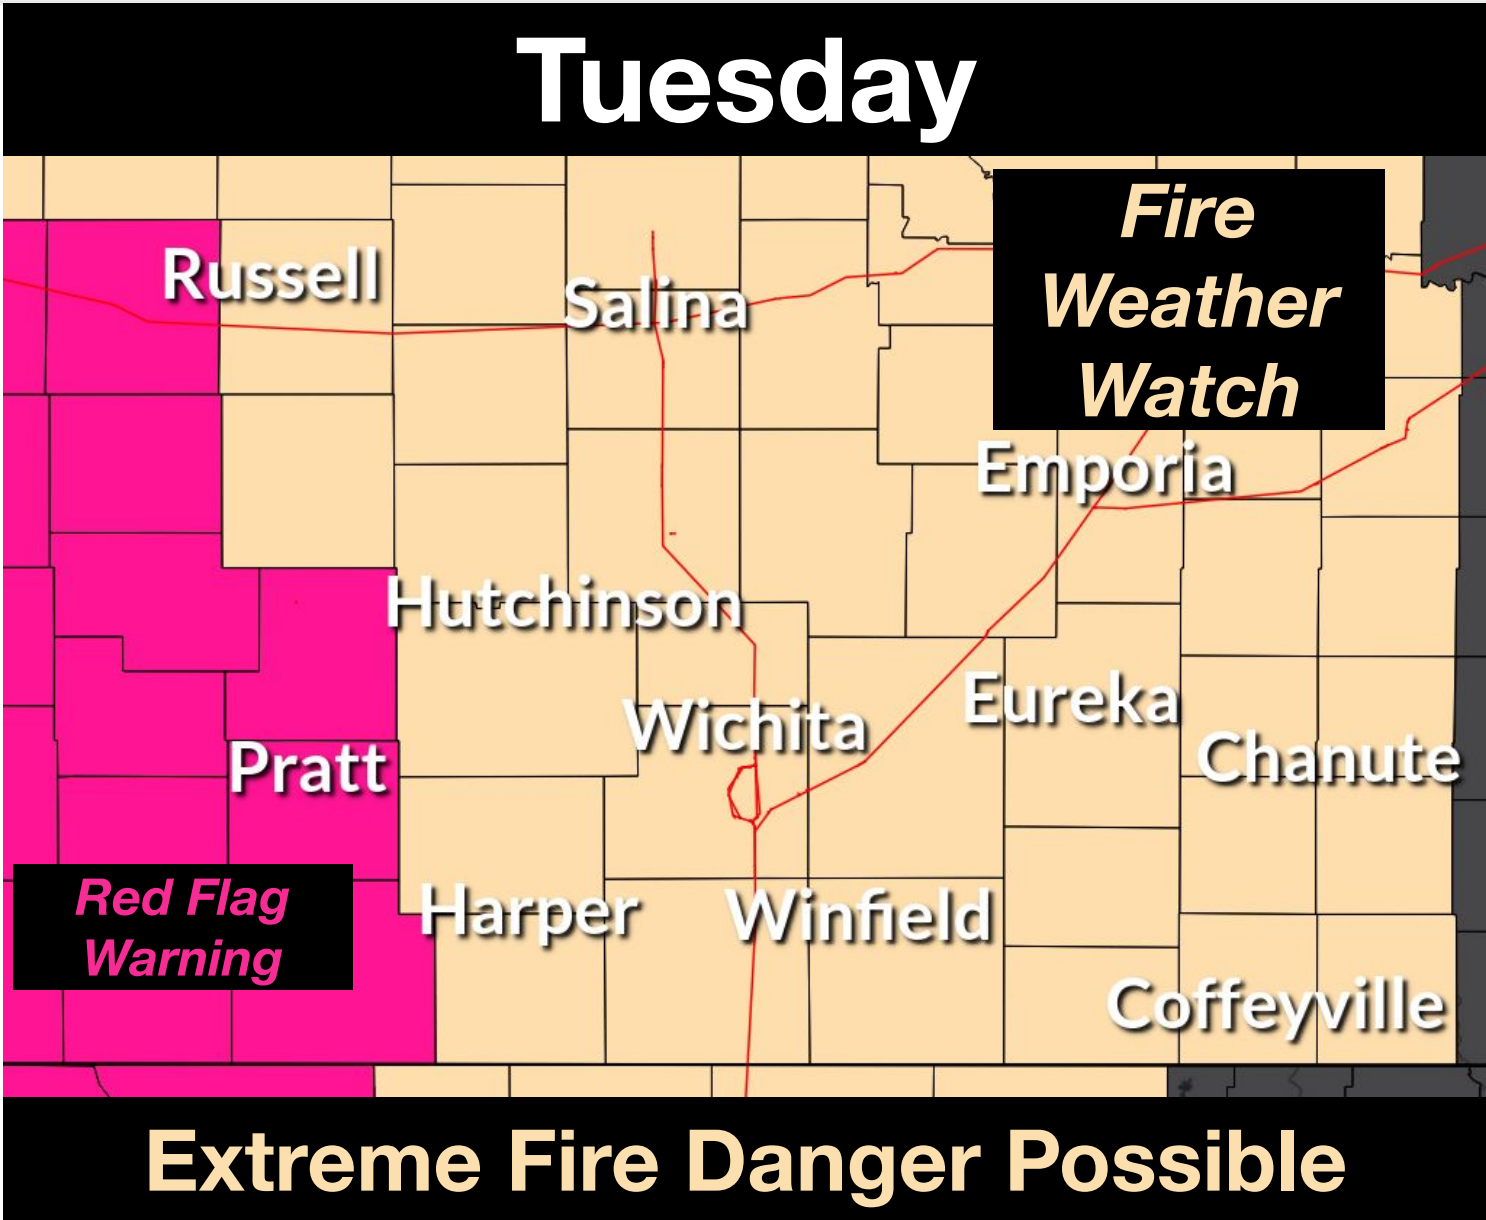 Tuesday
Fire
Weather
Watch
Russell
Salina
Emporia
Hutchinson
Eureka
Wichita
Chanute
Pratt
Red Flag
Warning
Harper
Winfield
Coffeyville
Extreme Fire Danger Possible